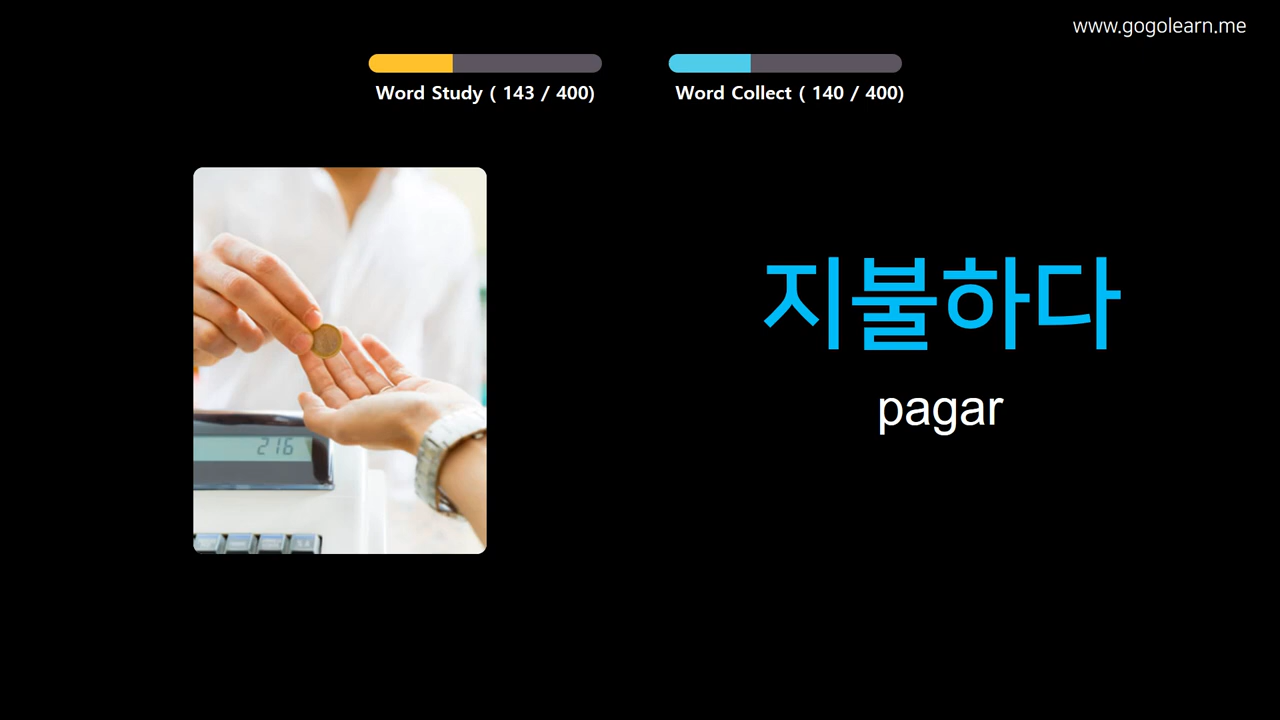 www.gogolearn.me
Word Study ( 143 / 400)
Word Collect ( 140 / 400)
지불하다
pagar
216